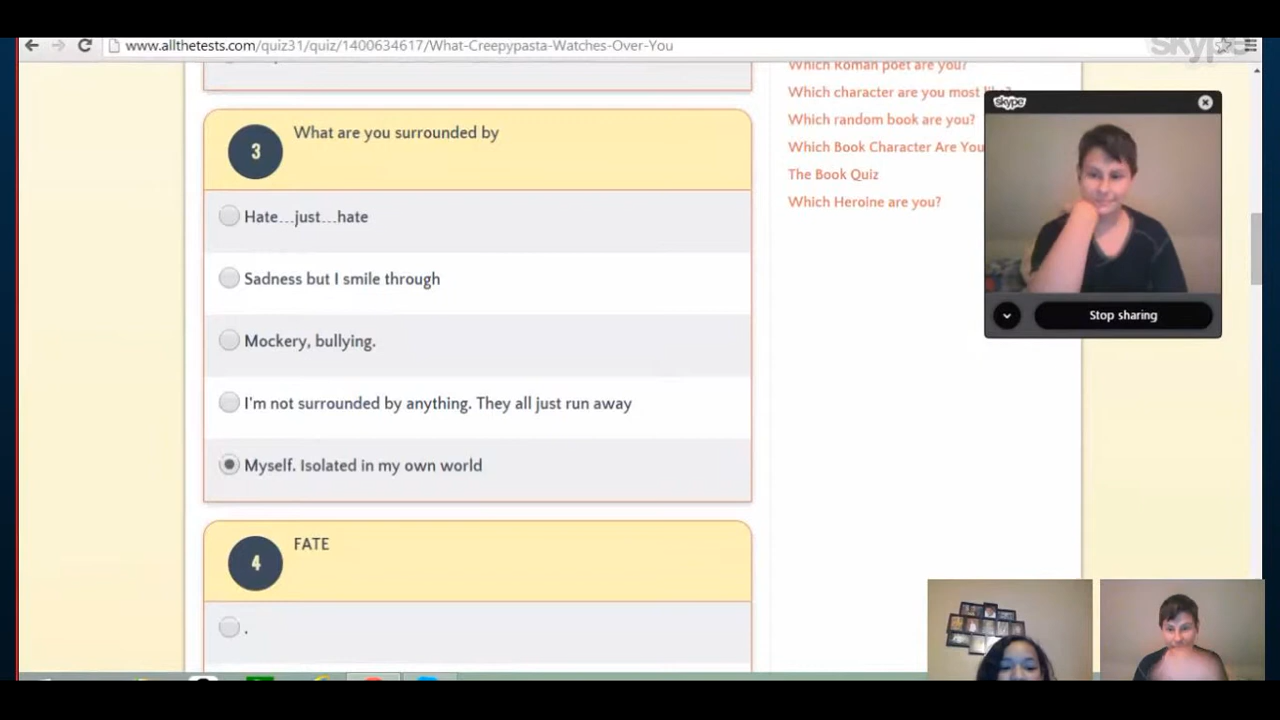 www.allthetests.com/quiz31/quiz/1400634617/What-Creepypasta-Watches-Over-You
skype
Which Roman poet are you?
Which character are you most
Which random book are you?
Which Book Character Are You
The Book Quiz
Which Heroine are you?
skype
Stop sharing
3
What are you surrounded by
Hate...just...hate
Sadness but I smile through
Mockery, bullying.
I'm not surrounded by anything. They all just run away
Myself. Isolated in my own world
4
FATE
.